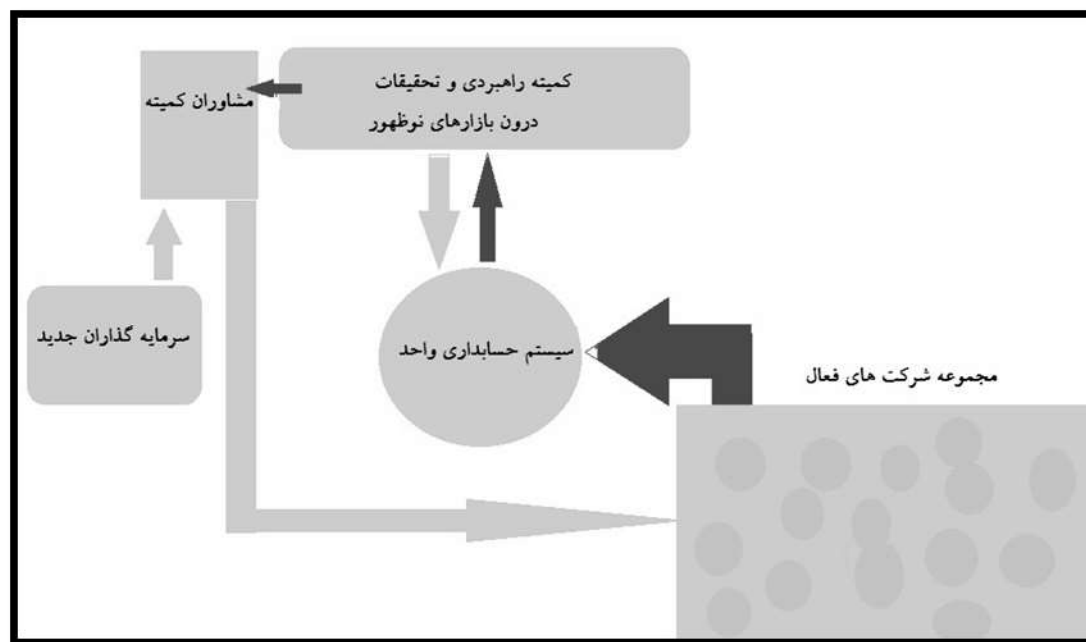 کمیته راهبردی و تحقیقات
درون بازارهای نوظهور
مشاوران کمیته
سرمایه گذاران جدید
سیستم حسابداری واحد
مجموعه شرکت های فعال